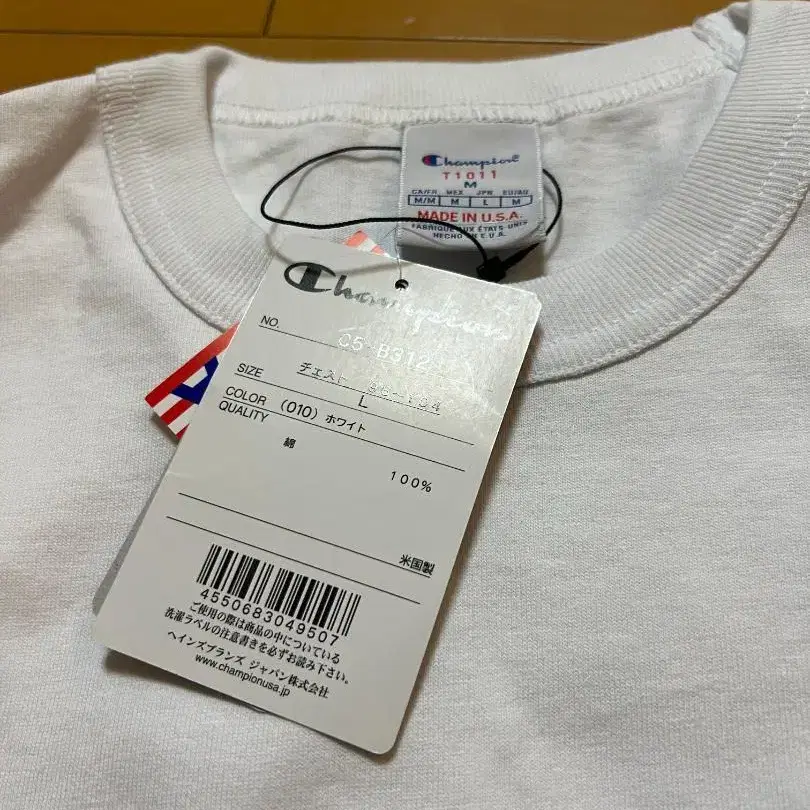 Champion
T1011
M
CA/FR MEX JPN EU/AU
M/M M L M
MADE IN U.S.A.
FABRIQUE AUX ÉTATS-UNIS
HECHO EN E.U.A.
Champion
NO. C5-B312
SIZE チェスト
L
COLOR (010) ホワイト
QUALITY
綿 100%
米国製
4550683049507
ご使用の際は商品の中についている
洗濯ラベルの注意書きを必ずお読み下さい。
ヘインズブランズ ジャパン株式会社
www.championusa.jp